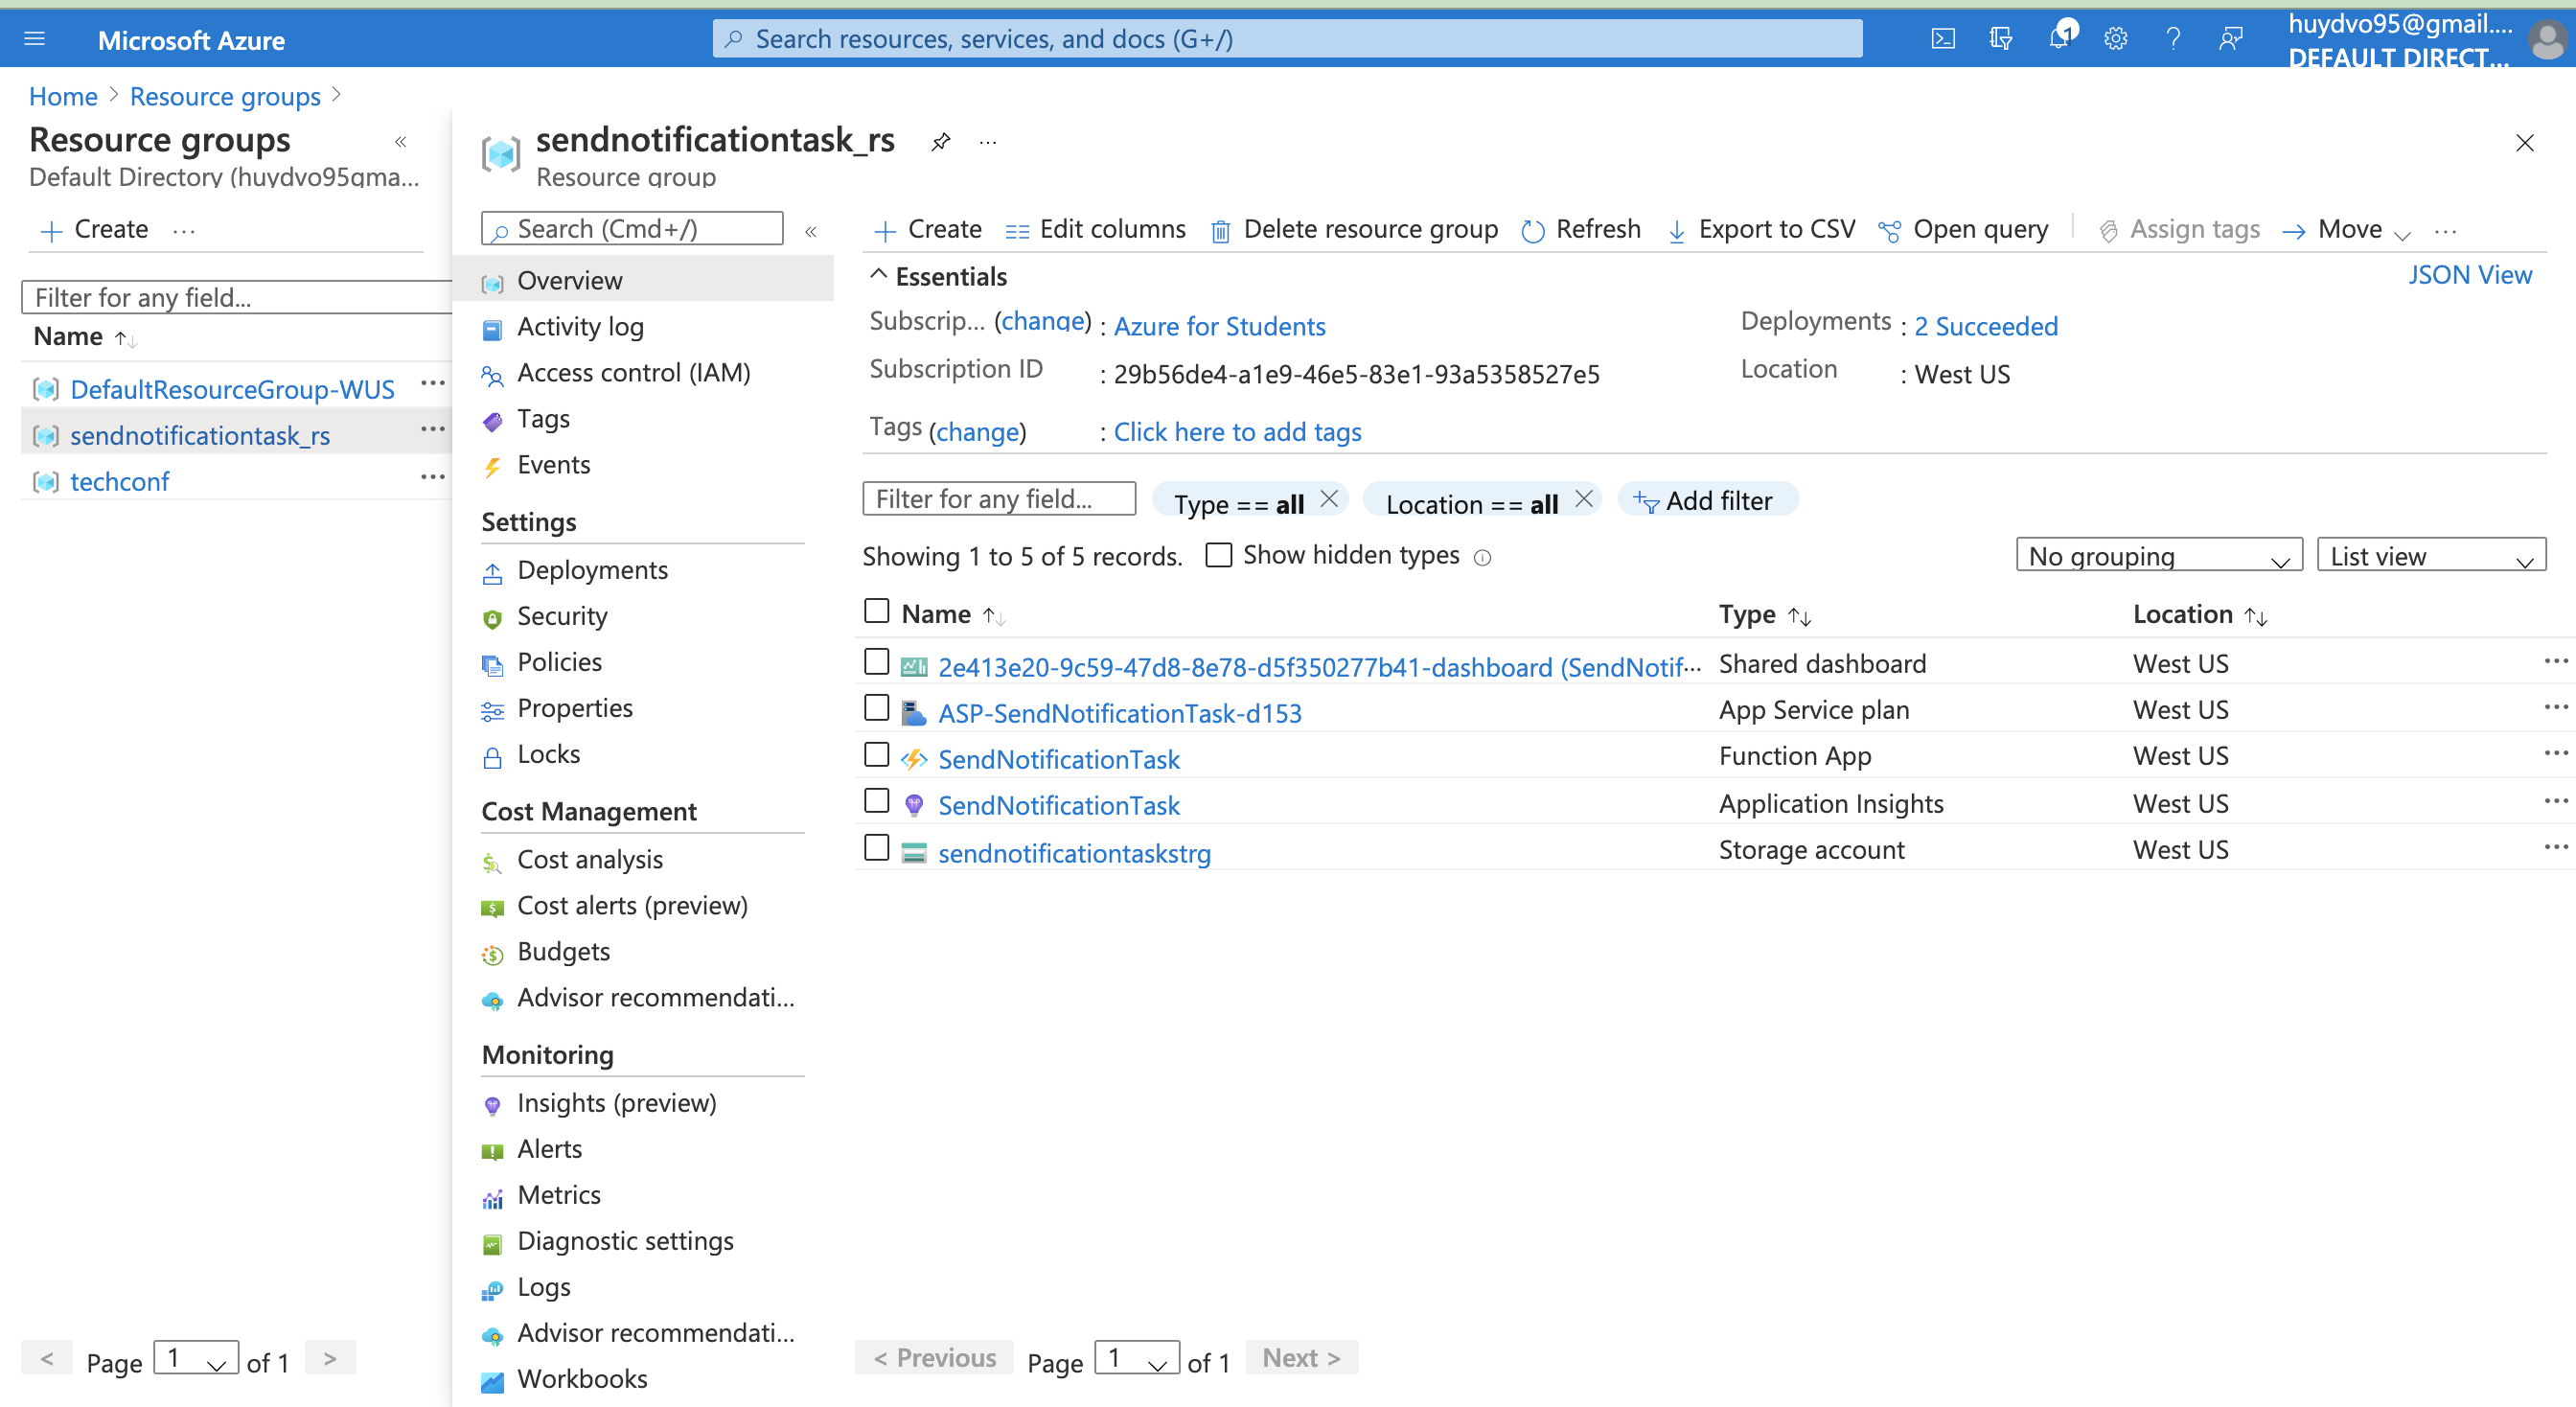 Microsoft Azure
Search resources, services, and docs (G+/)
1
huydvo95@gmail....
DEFAULT DIRECT...
Home > Resource groups >
Resource groups «
Default Directory (huydvo95gma...
+ Create ...
Filter for any field...
Name ↑↓
DefaultResourceGroup-WUS ...
sendnotificationtask_rs ...
techconf ...
< Page 1 of 1 >
sendnotificationtask_rs ...
Resource group
Search (Cmd+/) «
Overview
Activity log
Access control (IAM)
Tags
Events
Settings
Deployments
Security
Policies
Properties
Locks
Cost Management
Cost analysis
Cost alerts (preview)
Budgets
Advisor recommendati...
Monitoring
Insights (preview)
Alerts
Metrics
Diagnostic settings
Logs
Advisor recommendati...
Workbooks
+ Create Edit columns Delete resource group Refresh Export to CSV Open query Assign tags Move ...
Essentials JSON View
Subscrip... (change) : Azure for Students Deployments : 2 Succeeded
Subscription ID : 29b56de4-a1e9-46e5-83e1-93a5358527e5 Location : West US
Tags (change) : Click here to add tags
Filter for any field... Type == all Location == all Add filter
Showing 1 to 5 of 5 records. Show hidden types No grouping List view
Name ↑↓ Type ↑↓ Location ↑↓
2e413e20-9c59-47d8-8e78-d5f350277b41-dashboard (SendNotif... Shared dashboard West US ...
ASP-SendNotificationTask-d153 App Service plan West US ...
SendNotificationTask Function App West US ...
SendNotificationTask Application Insights West US ...
sendnotificationtaskstrg Storage account West US ...
< Previous Page 1 of 1 Next >